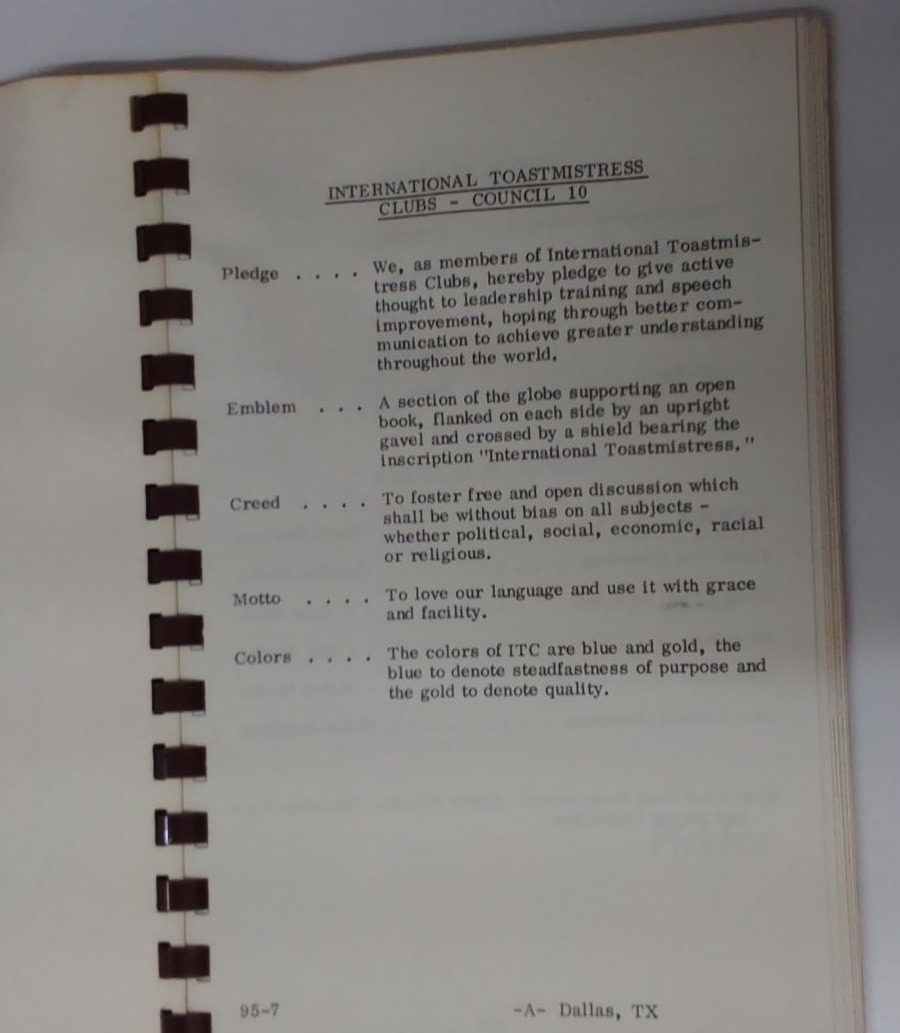 INTERNATIONAL TOASTMISTRESS
CLUBS - COUNCIL 10
Pledge . . . . We, as members of International Toastmis-
tress Clubs, hereby pledge to give active
thought to leadership training and speech
improvement, hoping through better com-
munication to achieve greater understanding
throughout the world.
Emblem . . . A section of the globe supporting an open
book, flanked on each side by an upright
gavel and crossed by a shield bearing the
inscription "International Toastmistress."
Creed . . . . To foster free and open discussion which
shall be without bias on all subjects -
whether political, social, economic, racial
or religious.
Motto . . . . To love our language and use it with grace
and facility.
Colors . . . . The colors of ITC are blue and gold, the
blue to denote steadfastness of purpose and
the gold to denote quality.
95-7 -A- Dallas, TX